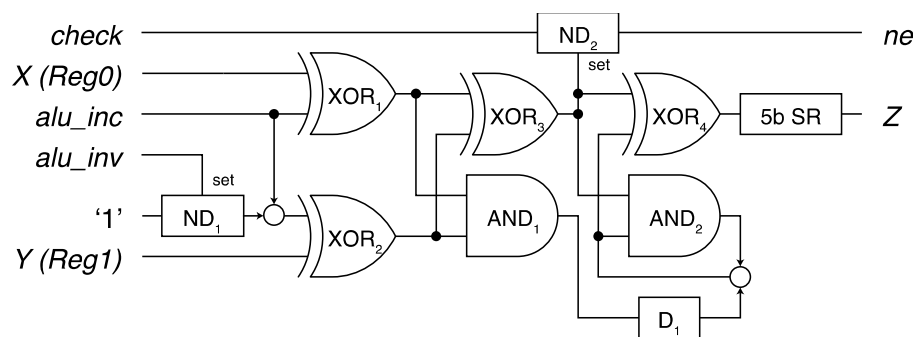 check ND₂ ne
set
X (Reg0) XOR₁ XOR₃ XOR₄
alu_inc 5b SR Z
alu_inv
set
‘1’ ND₁ AND₁ AND₂
XOR₂
Y (Reg1)
D₁